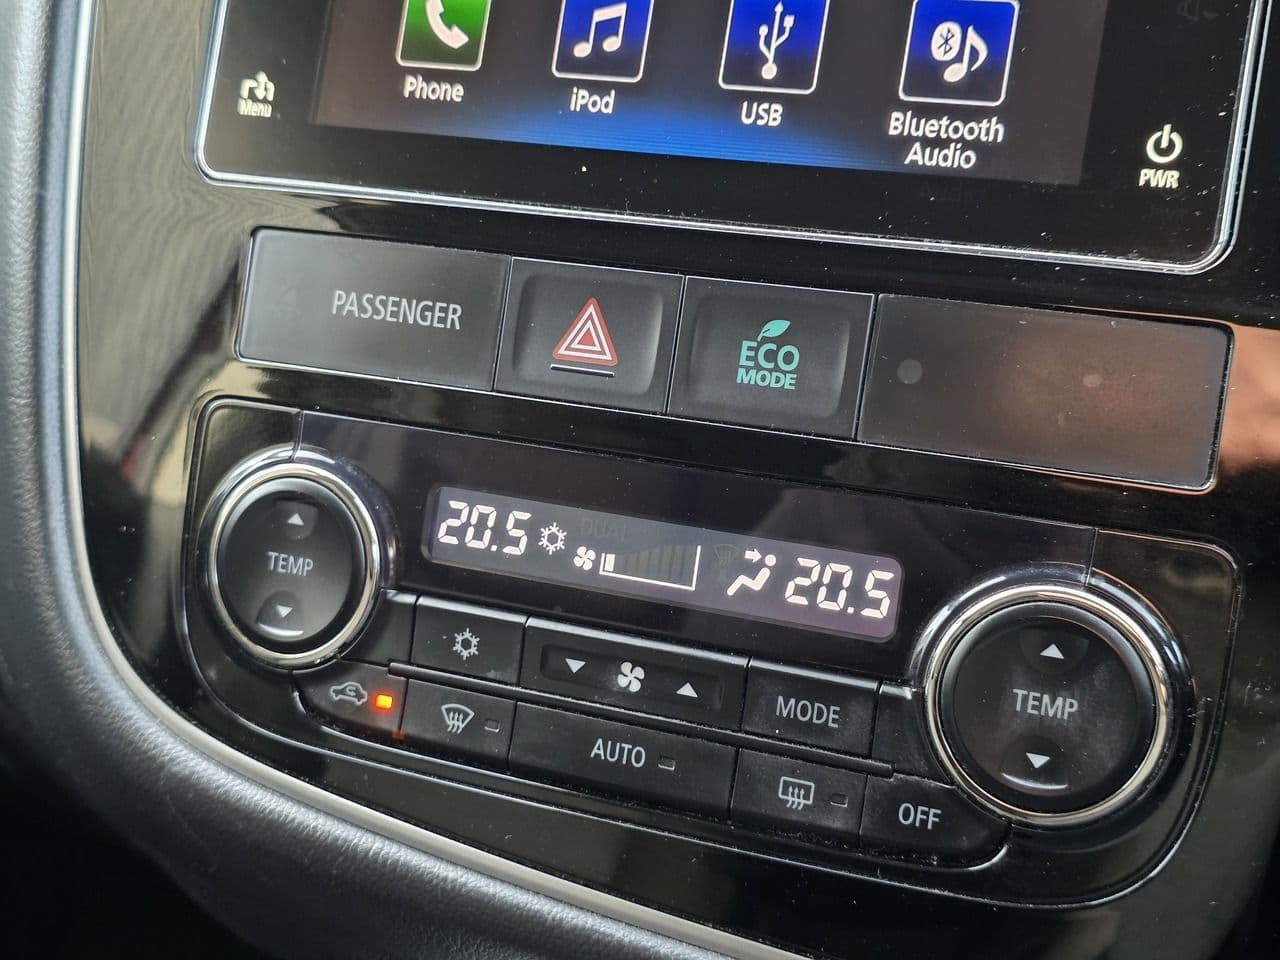 Menu
Phone
iPod
USB
Bluetooth
Audio
PWR
PASSENGER
ECO
MODE
20.5
DUAL
20.5
TEMP
TEMP
MODE
AUTO
OFF